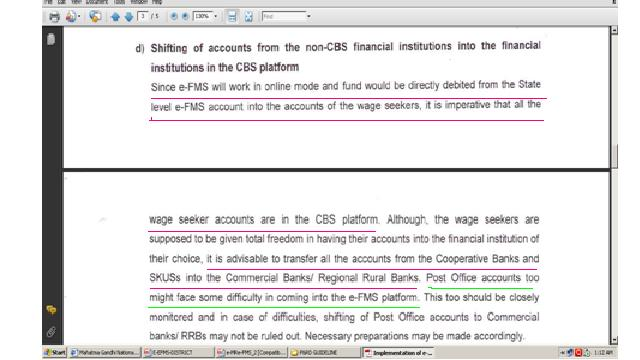 File Edit View Document Tools Window Help
3 / 5
130%
Find
d) Shifting of accounts from the non-CBS financial institutions into the financial
institutions in the CBS platform
Since e-FMS will work in online mode and fund would be directly debited from the State
level e-FMS account into the accounts of the wage seekers, it is imperative that all the
wage seeker accounts are in the CBS platform. Although, the wage seekers are
supposed to be given total freedom in having their accounts into the financial institution of
their choice, it is advisable to transfer all the accounts from the Cooperative Banks and
SKUSs into the Commercial Banks/ Regional Rural Banks. Post Office accounts too
might face some difficulty in coming into the e-FMS platform. This too should be closely
monitored and in case of difficulties, shifting of Post Office accounts to Commercial
banks/ RRBs may not be ruled out. Necessary preparations may be made accordingly.
Start
Mahatma Gandhi Nationa...
E-EFMS-DISTRICT
[Compatib...
GUIDELINE
Implementation of e-...
1:12 AM